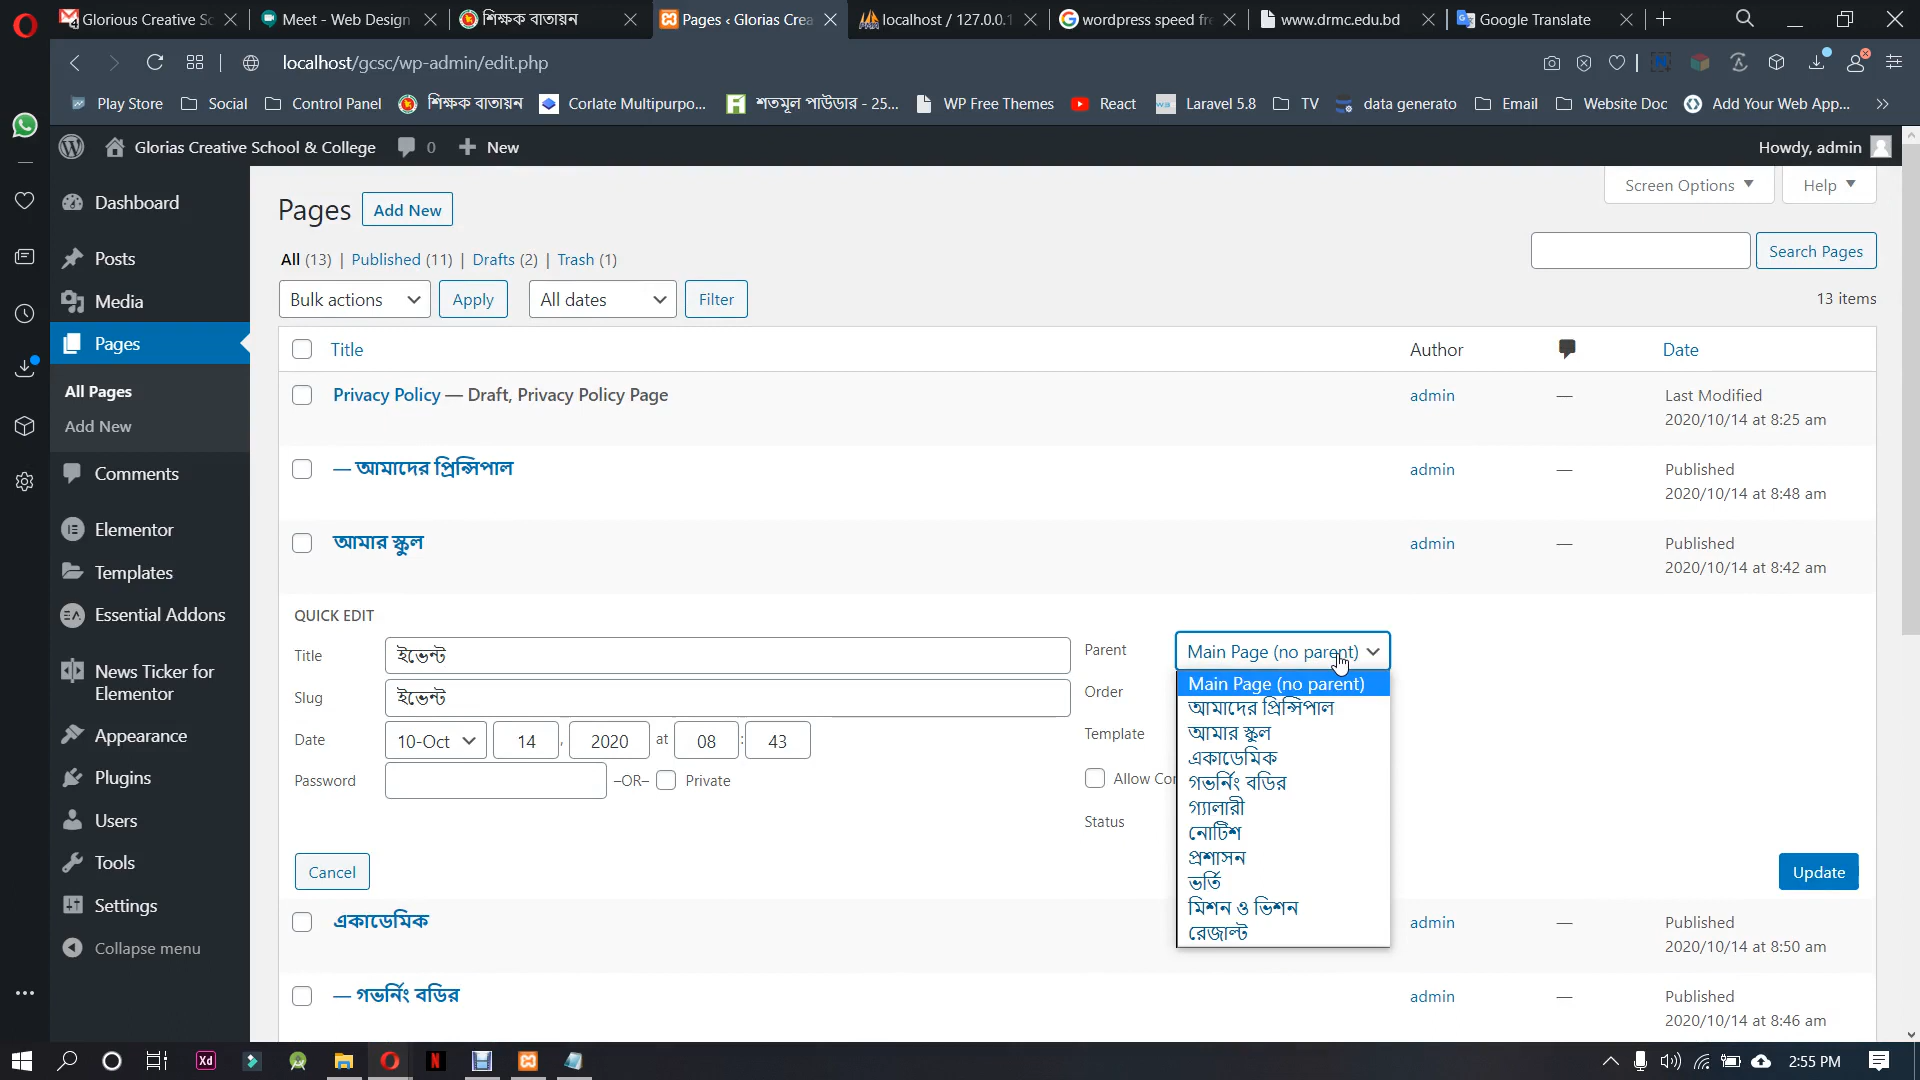 Glorious Creative Sc
Meet - Web Design
শিক্ষক বাতায়ন
Pages ‹ Glorias Crea
localhost / 127.0.0.1
wordpress speed fre
www.drmc.edu.bd
Google Translate
localhost/gcsc/wp-admin/edit.php
Play Store
Social
Control Panel
শিক্ষক বাতায়ন
Corlate Multipurpo...
শতমূল পাউডার - 25...
WP Free Themes
React
Laravel 5.8
TV
data generato
Email
Website Doc
Add Your Web App...
Glorias Creative School & College
0
New
Howdy, admin
Dashboard
Posts
Media
Pages
All Pages
Add New
Comments
Elementor
Templates
Essential Addons
News Ticker for
Elementor
Appearance
Plugins
Users
Tools
Settings
Collapse menu
Screen Options
Help
Pages
Add New
All (13) | Published (11) | Drafts (2) | Trash (1)
Search Pages
Bulk actions
Apply
All dates
Filter
13 items
Title
Author
Date
Privacy Policy — Draft, Privacy Policy Page
admin
—
Last Modified
2020/10/14 at 8:25 am
— আমাদের প্রিন্সিপাল
admin
—
Published
2020/10/14 at 8:48 am
আমার স্কুল
admin
—
Published
2020/10/14 at 8:42 am
QUICK EDIT
Title
ইভেন্ট
Slug
ইভেন্ট
Date
10-Oct
14
,
2020
at
08
:
43
Password
–OR–
Private
Parent
Main Page (no parent)
Order
Template
Allow Con
Status
Main Page (no parent)
আমাদের প্রিন্সিপাল
আমার স্কুল
একাডেমিক
গভর্নিং বডির
গ্যালারী
নোটিশ
প্রশাসন
ভর্তি
মিশন ও ভিশন
রেজাল্ট
Cancel
Update
একাডেমিক
admin
—
Published
2020/10/14 at 8:50 am
— গভর্নিং বডির
admin
—
Published
2020/10/14 at 8:46 am
Xd
N
2:55 PM